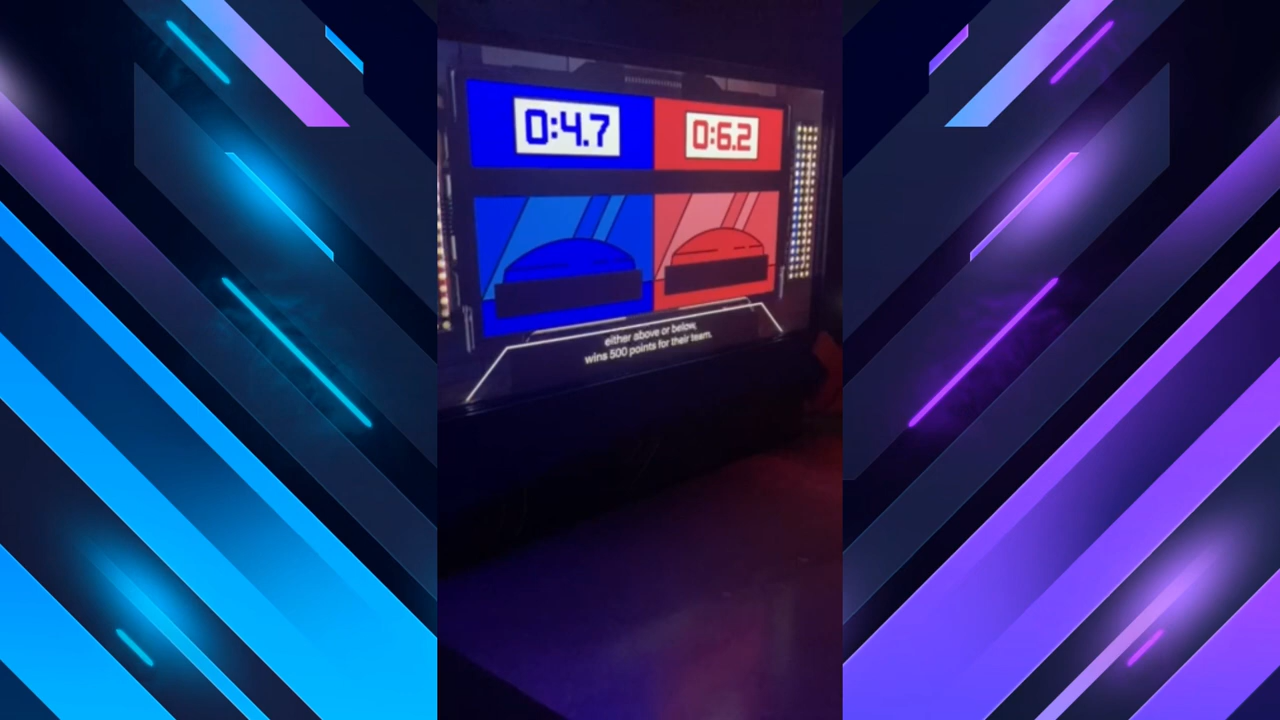 0:4.7
0:6.2
either above or below,
wins 500 points for their team.